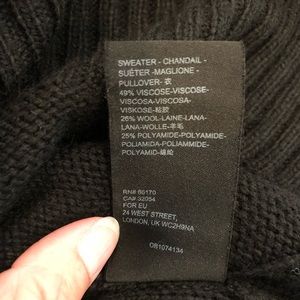 SWEATER - CHANDAIL -
SUÉTER -MAGLIONE -
PULLOVER- 衣
49% VISCOSE-VISCOSE-
VISCOSA-VISCOSA-
VISKOSE-粘胶
26% WOOL-LAINE-LANA-
LANA-WOLLE-羊毛
25% POLYAMIDE-POLYAMIDE-
POLIAMIDA-POLIAMMIDE-
POLYAMID-锦纶
RN# 66170
CA# 32054
FOR EU
24 WEST STREET,
LONDON, UK WC2H9NA
OB1074134